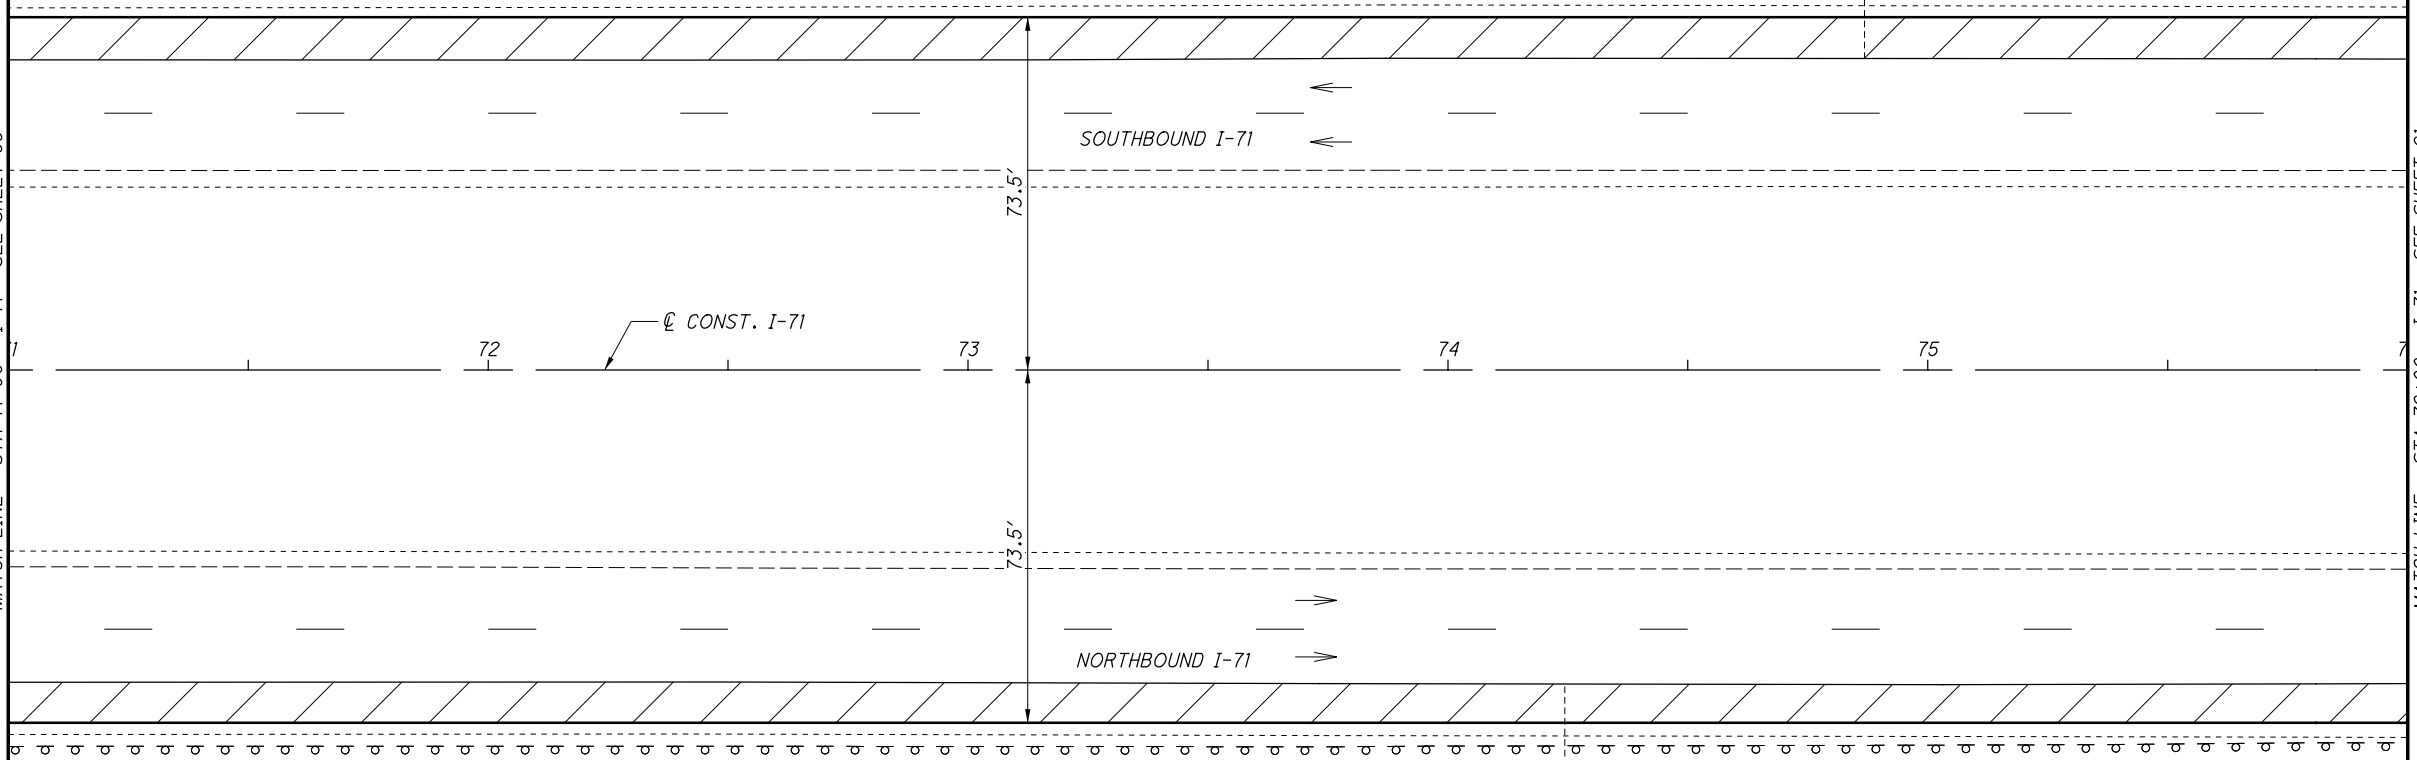 SOUTHBOUND I-71
73.5'
℄ CONST. I-71
72
73
74
75
73.5'
NORTHBOUND I-71